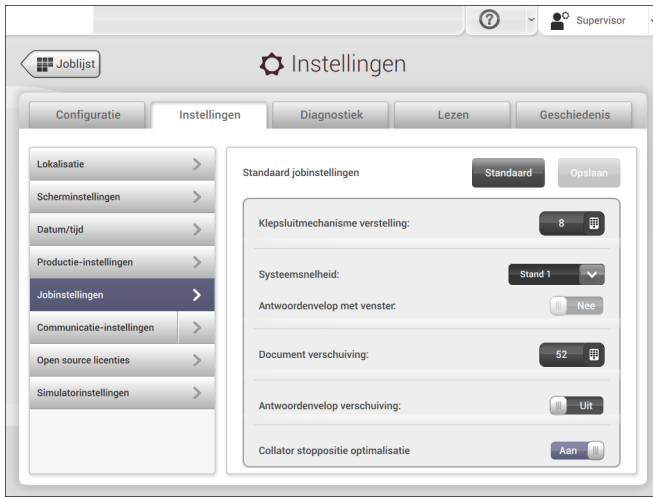 Supervisor
Joblijst
Instellingen
Configuratie
Instellingen
Diagnostiek
Lezen
Geschiedenis
Lokalisatie
Scherminstellingen
Datum/tijd
Productie-instellingen
Jobinstellingen
Communicatie-instellingen
Open source licenties
Simulatorinstellingen
Standaard jobinstellingen
Standaard
Opslaan
Klepsluitmechanisme verstelling:
8
Systeemsnelheid:
Stand 1
Antwoordenvelop met venster:
Nee
Document verschuiving:
52
Antwoordenvelop verschuiving:
Uit
Collator stoppositie optimalisatie
Aan